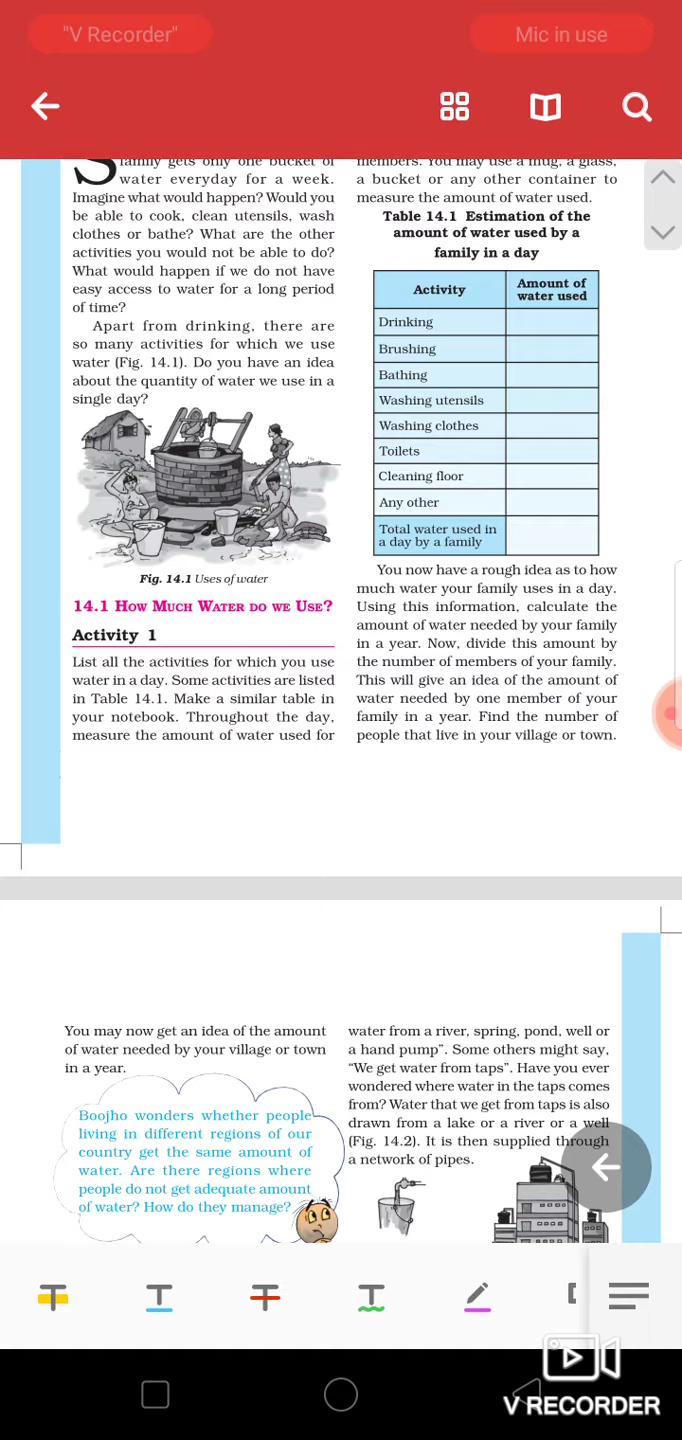 "V Recorder"
Mic in use
S
family gets only one bucket of
water everyday for a week.
Imagine what would happen? Would you
be able to cook, clean utensils, wash
clothes or bathe? What are the other
activities you would not be able to do?
What would happen if we do not have
easy access to water for a long period
of time?
Apart from drinking, there are
so many activities for which we use
water (Fig. 14.1). Do you have an idea
about the quantity of water we use in a
single day?
Fig. 14.1 Uses of water
14.1 HOW MUCH WATER DO WE USE?
Activity 1
List all the activities for which you use
water in a day. Some activities are listed
in Table 14.1. Make a similar table in
your notebook. Throughout the day,
measure the amount of water used for
members. You may use a mug, a glass,
a bucket or any other container to
measure the amount of water used.
Table 14.1 Estimation of the
amount of water used by a
family in a day
Activity
Amount of
water used
Drinking
Brushing
Bathing
Washing utensils
Washing clothes
Toilets
Cleaning floor
Any other
Total water used in
a day by a family
You now have a rough idea as to how
much water your family uses in a day.
Using this information, calculate the
amount of water needed by your family
in a year. Now, divide this amount by
the number of members of your family.
This will give an idea of the amount of
water needed by one member of your
family in a year. Find the number of
people that live in your village or town.
You may now get an idea of the amount
of water needed by your village or town
in a year.
Boojho wonders whether people
living in different regions of our
country get the same amount of
water. Are there regions where
people do not get adequate amount
of water? How do they manage?
water from a river, spring, pond, well or
a hand pump”. Some others might say,
“We get water from taps”. Have you ever
wondered where water in the taps comes
from? Water that we get from taps is also
drawn from a lake or a river or a well
(Fig. 14.2). It is then supplied through
a network of pipes.
V RECORDER